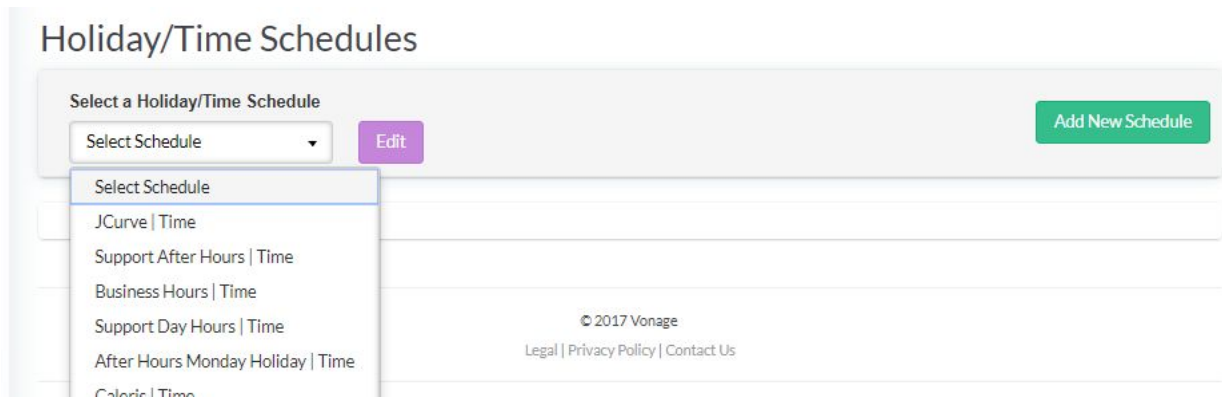 Holiday/Time Schedules
Select a Holiday/Time Schedule
Select Schedule
Edit
Add New Schedule
Select Schedule
JCurve | Time
Support After Hours | Time
Business Hours | Time
Support Day Hours | Time
After Hours Monday Holiday | Time
Caleris | Time
© 2017 Vonage
Legal | Privacy Policy | Contact Us